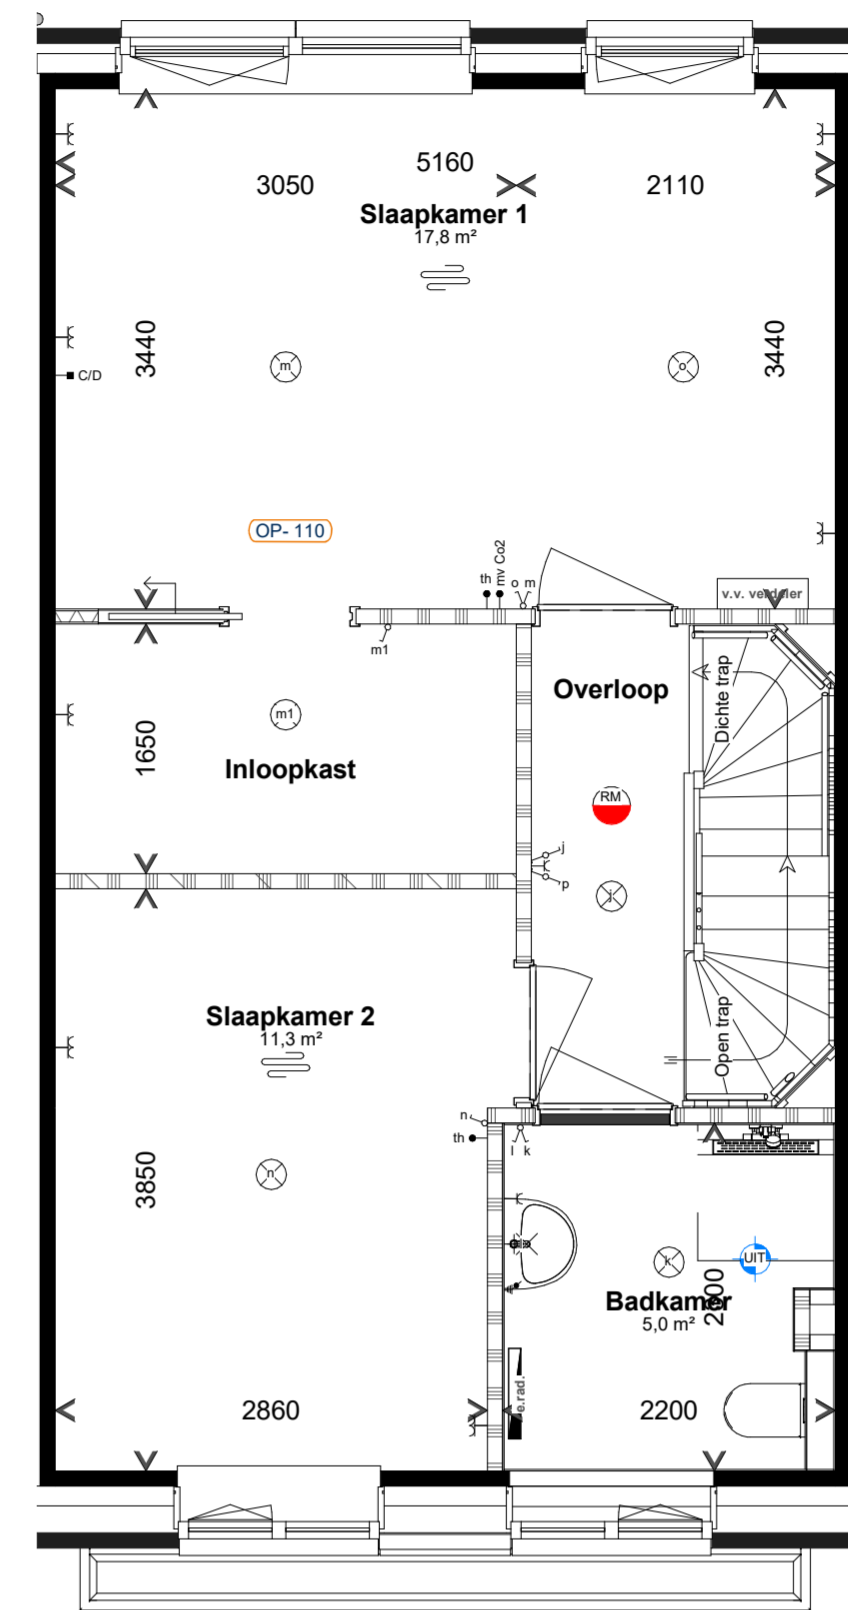 5160
3050
2110
Slaapkamer 1
17,8 m²
3440
3440
m
o
C/D
OP- 110
th
mv Co2
o m
v.v. verdeler
m1
m1
Inloopkast
1650
Overloop
Dichte trap
RM
j
p
j
Open trap
Slaapkamer 2
11,3 m²
n
th
l k
n
3850
k
UIT
Badkamer
5,0 m²
e.rad.
2860
2200